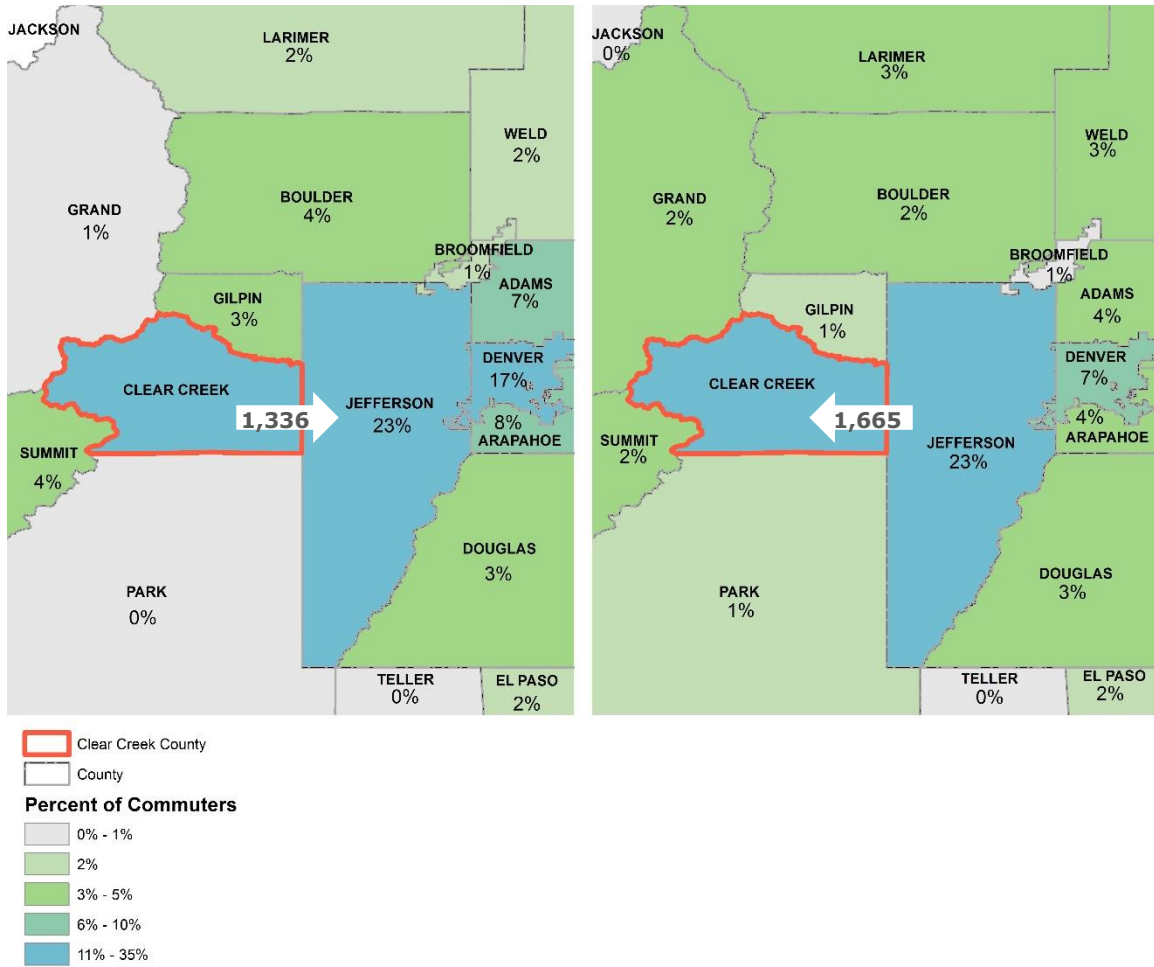 JACKSON
LARIMER
2%
WELD
2%
GRAND
1%
BOULDER
4%
BROOMFIELD
1%
ADAMS
7%
GILPIN
3%
DENVER
17%
CLEAR CREEK
1,336
JEFFERSON
23%
8%
ARAPAHOE
SUMMIT
4%
DOUGLAS
3%
PARK
0%
TELLER
0%
EL PASO
2%
JACKSON
0%
LARIMER
3%
WELD
3%
GRAND
2%
BOULDER
2%
BROOMFIELD
1%
ADAMS
4%
GILPIN
1%
DENVER
7%
CLEAR CREEK
1,665
4%
ARAPAHOE
JEFFERSON
23%
SUMMIT
2%
DOUGLAS
3%
PARK
1%
TELLER
0%
EL PASO
2%
Clear Creek County
County
Percent of Commuters
0% - 1%
2%
3% - 5%
6% - 10%
11% - 35%